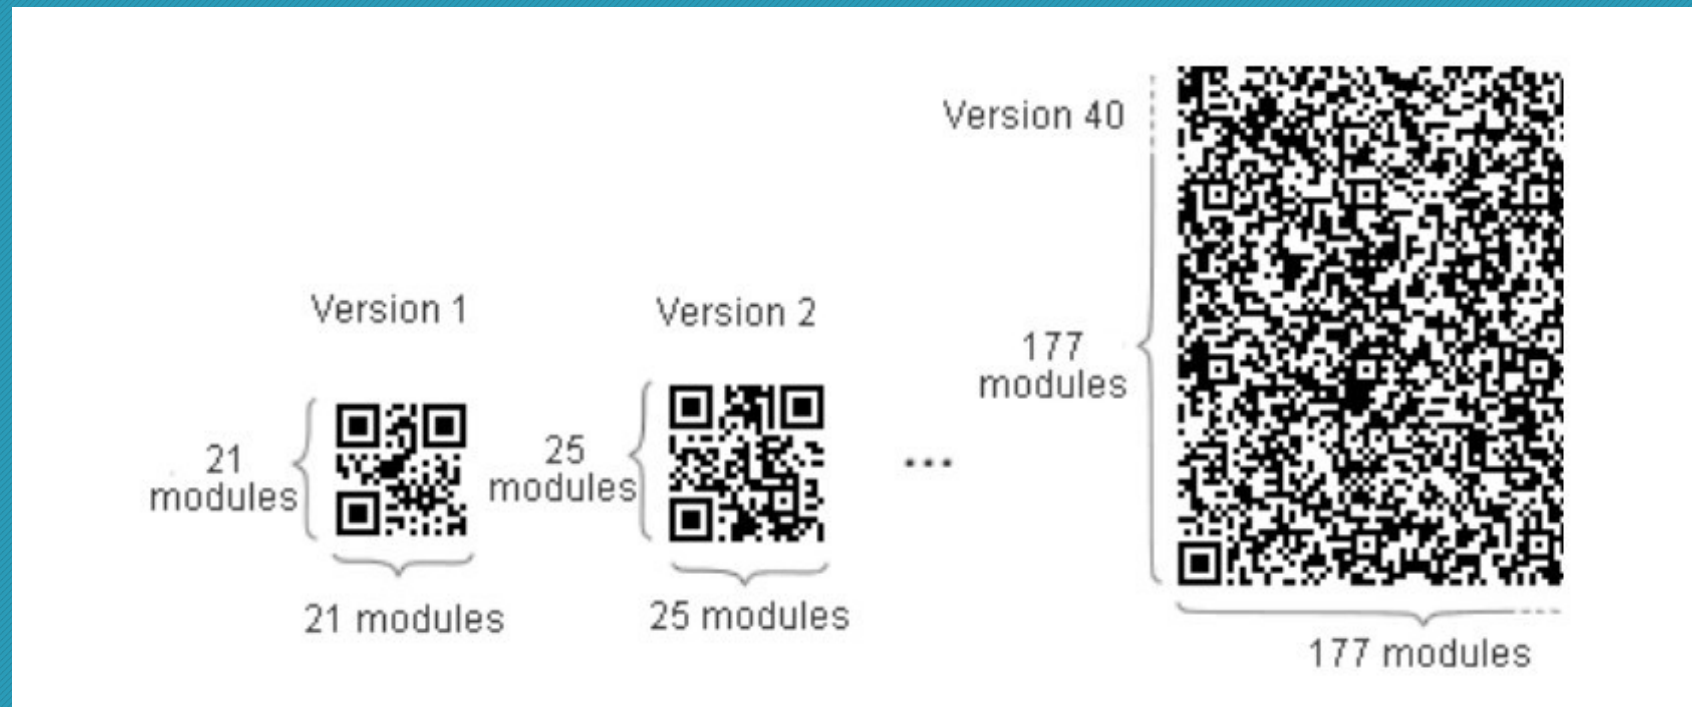 Version 1
21
modules
21 modules
Version 2
25
modules
25 modules
...
Version 40
177
modules
177 modules